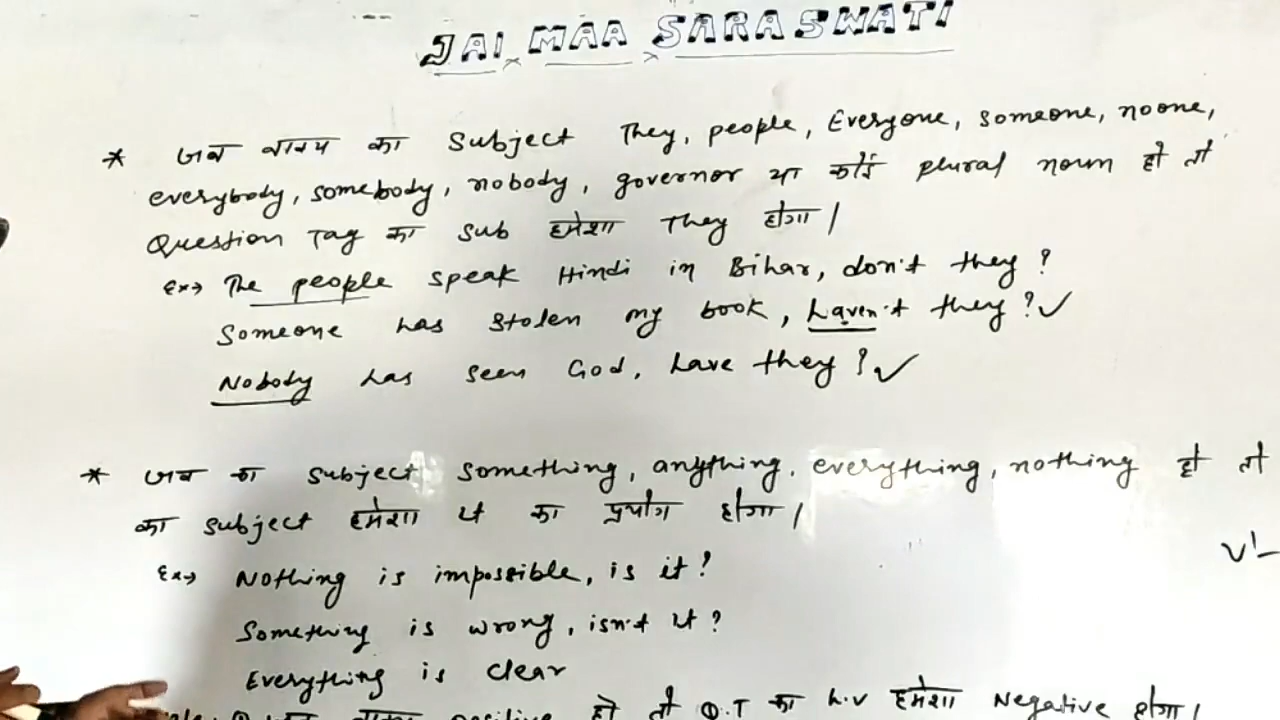 JAI MAA SARASWATI
* जब वाक्य का Subject They, people, Everyone, someone, noone,
everybody, somebody, nobody, governor या कोई plural noun हो तो
Question Tag का sub हमेशा They होगा।
Ex→ The people speak Hindi in Bihar, don't they?
Someone has stolen my book, haven't they? ✓
Nobody has seen God, have they? ✓
* जब का subject something, anything, everything, nothing हो तो
का subject हमेशा it का प्रयोग होगा।
Ex→ Nothing is impossible, is it?
Something is wrong, isn't it?
Everything is clear
positive हो तो Q.T का h.v हमेशा Negative होगा।